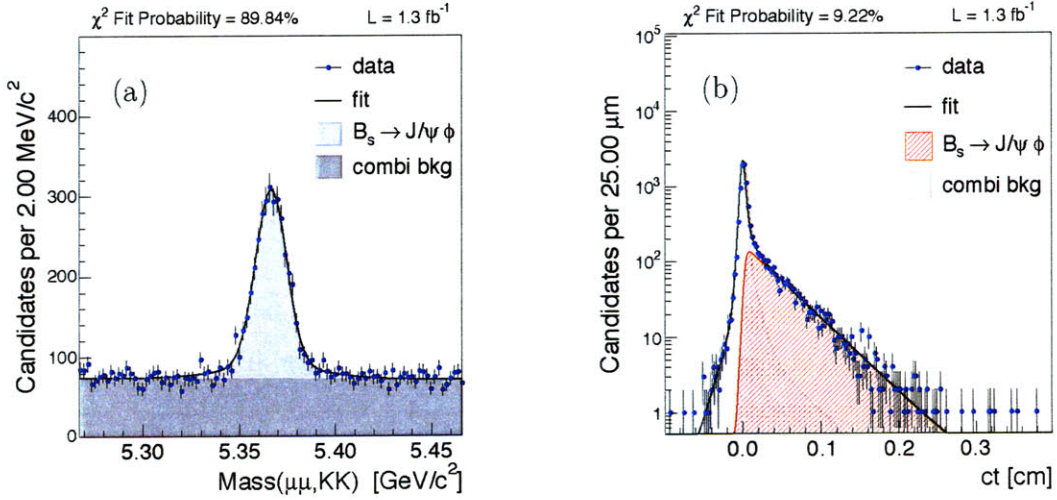 χ² Fit Probability = 89.84% L = 1.3 fb⁻¹
(a)
data
fit
Bₛ → J/ψ φ
combi bkg
Candidates per 2.00 MeV/c²
400
300
200
100
0
5.30 5.35 5.40 5.45
Mass(μμ,KK) [GeV/c²]
χ² Fit Probability = 9.22% L = 1.3 fb⁻¹
(b)
data
fit
Bₛ → J/ψ φ
combi bkg
Candidates per 25.00 μm
10⁵
10⁴
10³
10²
10
1
0.0 0.1 0.2 0.3
ct [cm]